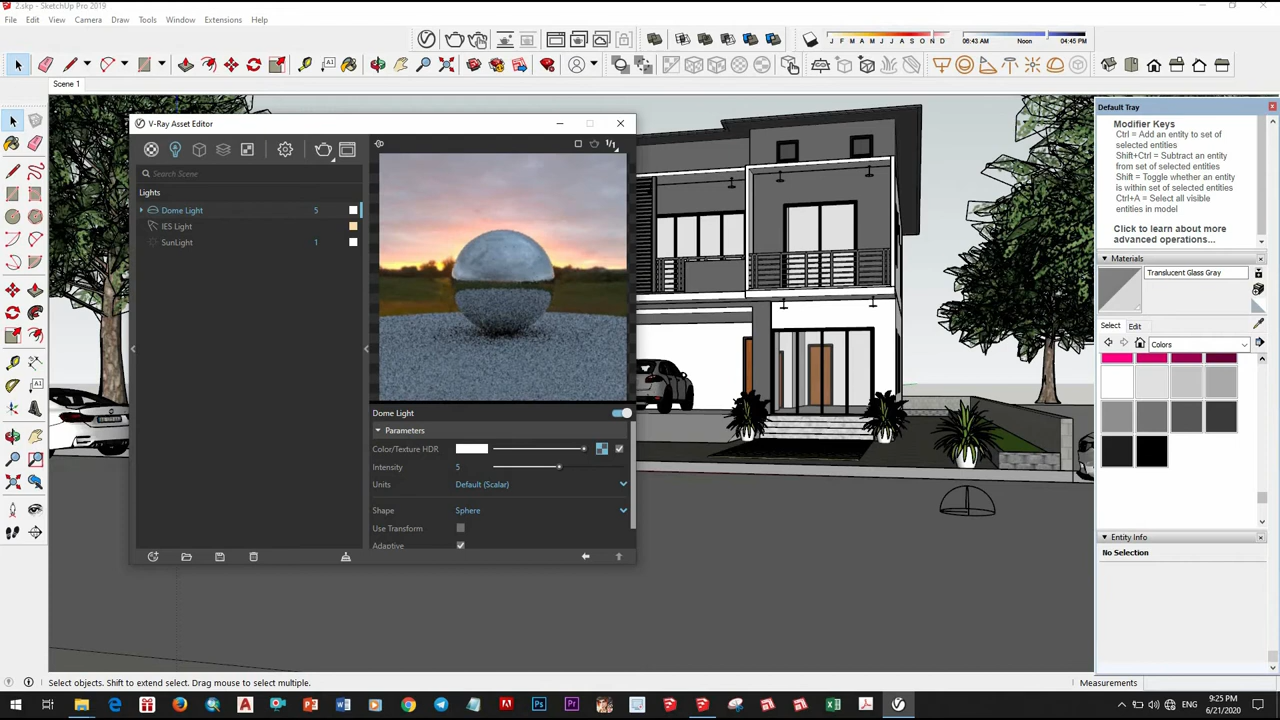 2.skp - SketchUp Pro 2019
File Edit View Camera Draw Tools Window Extensions Help
J F M A M J J A S O N D
06:43 AM Noon 04:45 PM
Scene 1
V-Ray Asset Editor
Search Scene
Lights
Dome Light 5
IES Light
SunLight 1
1/1
Dome Light
Parameters
Color/Texture HDR
Intensity 5
Units Default (Scalar)
Shape Sphere
Use Transform
Adaptive
Default Tray
Modifier Keys
Ctrl = Add an entity to set of
selected entities
Shift+Ctrl = Subtract an entity
from set of selected entities
Shift = Toggle whether an entity
is within set of selected entities
Ctrl+A = Select all visible
entities in model
Click to learn about more
advanced operations...
Materials
Translucent Glass Gray
Select Edit
Colors
Entity Info
No Selection
Select objects. Shift to extend select. Drag mouse to select multiple.
Measurements
ENG
9:25 PM
6/21/2020